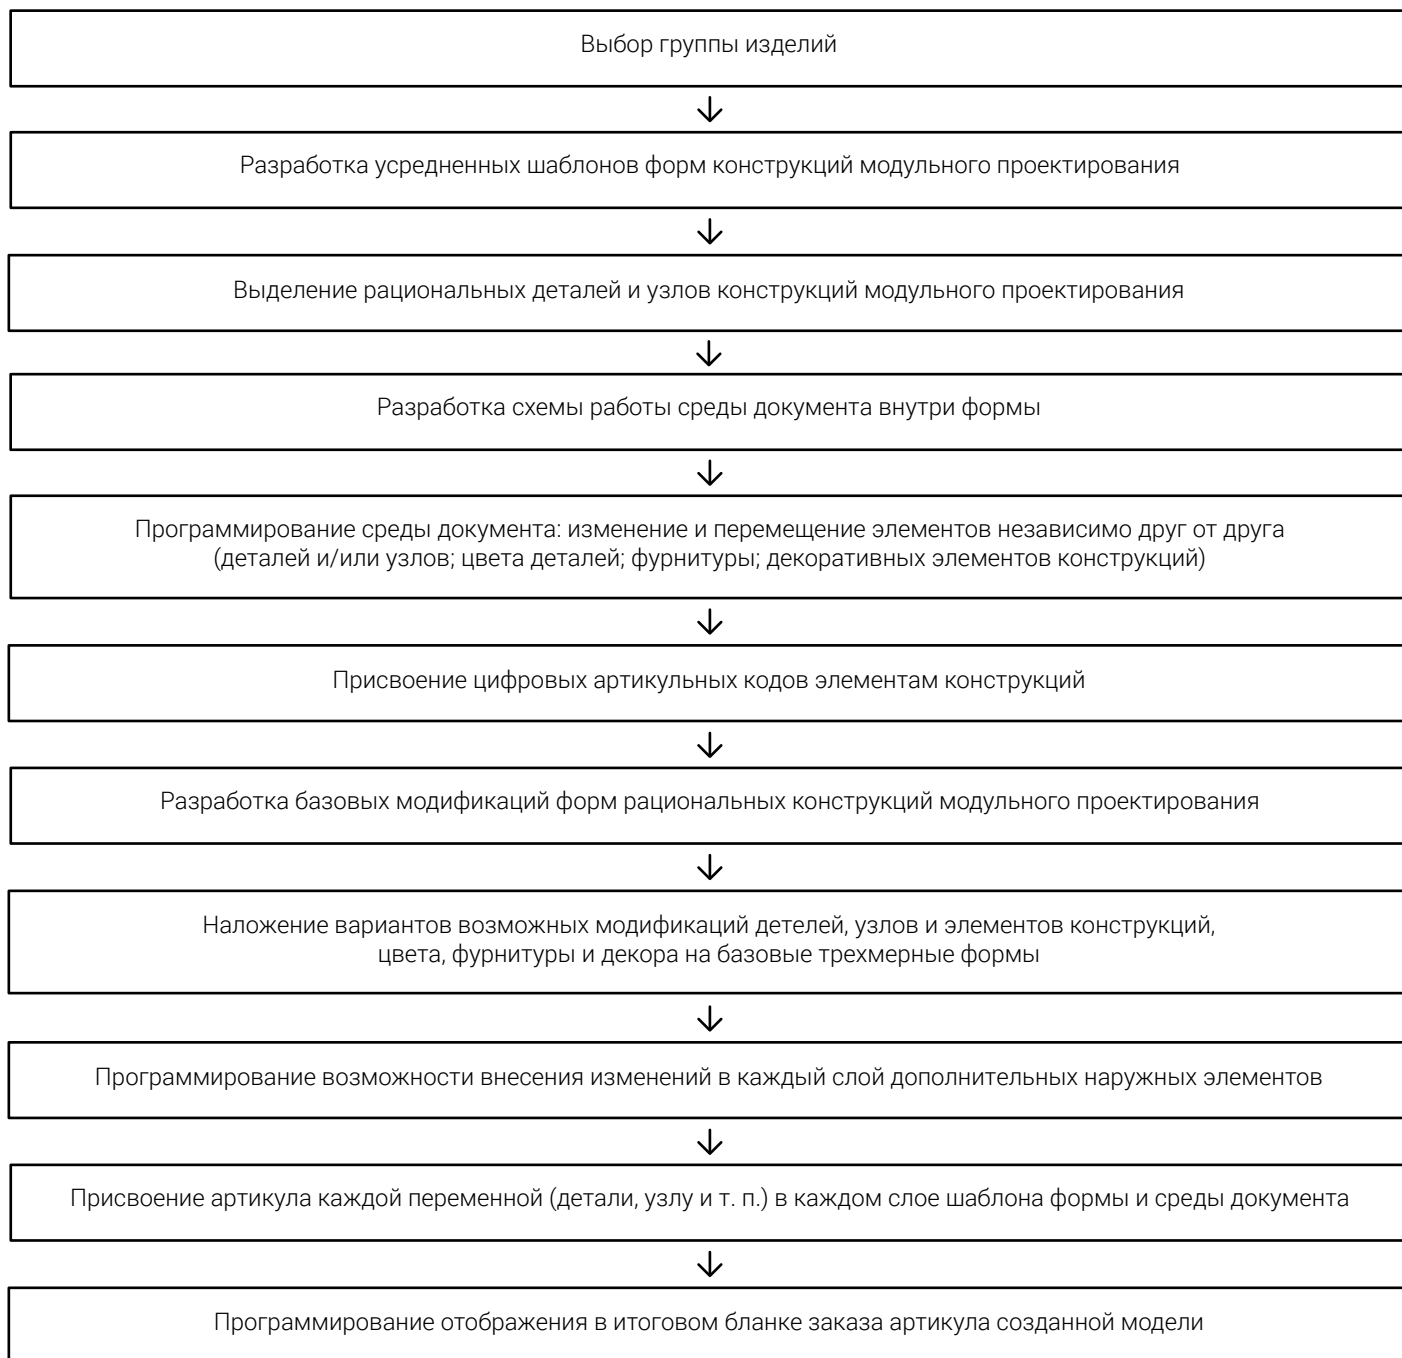 Выбор группы изделий
Разработка усредненных шаблонов форм конструкций модульного проектирования
Выделение рациональных деталей и узлов конструкций модульного проектирования
Разработка схемы работы среды документа внутри формы
Программирование среды документа: изменение и перемещение элементов независимо друг от друга
(деталей и/или узлов; цвета деталей; фурнитуры; декоративных элементов конструкций)
Присвоение цифровых артикульных кодов элементам конструкций
Разработка базовых модификаций форм рациональных конструкций модульного проектирования
Наложение вариантов возможных модификаций детелей, узлов и элементов конструкций,
цвета, фурнитуры и декора на базовые трехмерные формы
Программирование возможности внесения изменений в каждый слой дополнительных наружных элементов
Присвоение артикула каждой переменной (детали, узлу и т. п.) в каждом слое шаблона формы и среды документа
Программирование отображения в итоговом бланке заказа артикула созданной модели